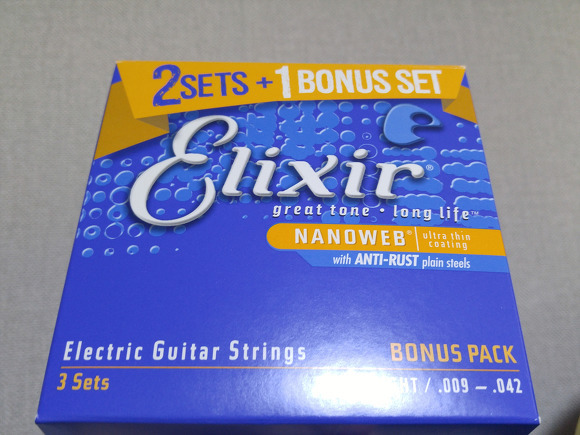 2SETS + 1 BONUS SET
Elixir®
great tone • long life™
NANOWEB® ultra thin coating
with ANTI-RUST plain steels
Electric Guitar Strings BONUS PACK
3 Sets / .009 – .042